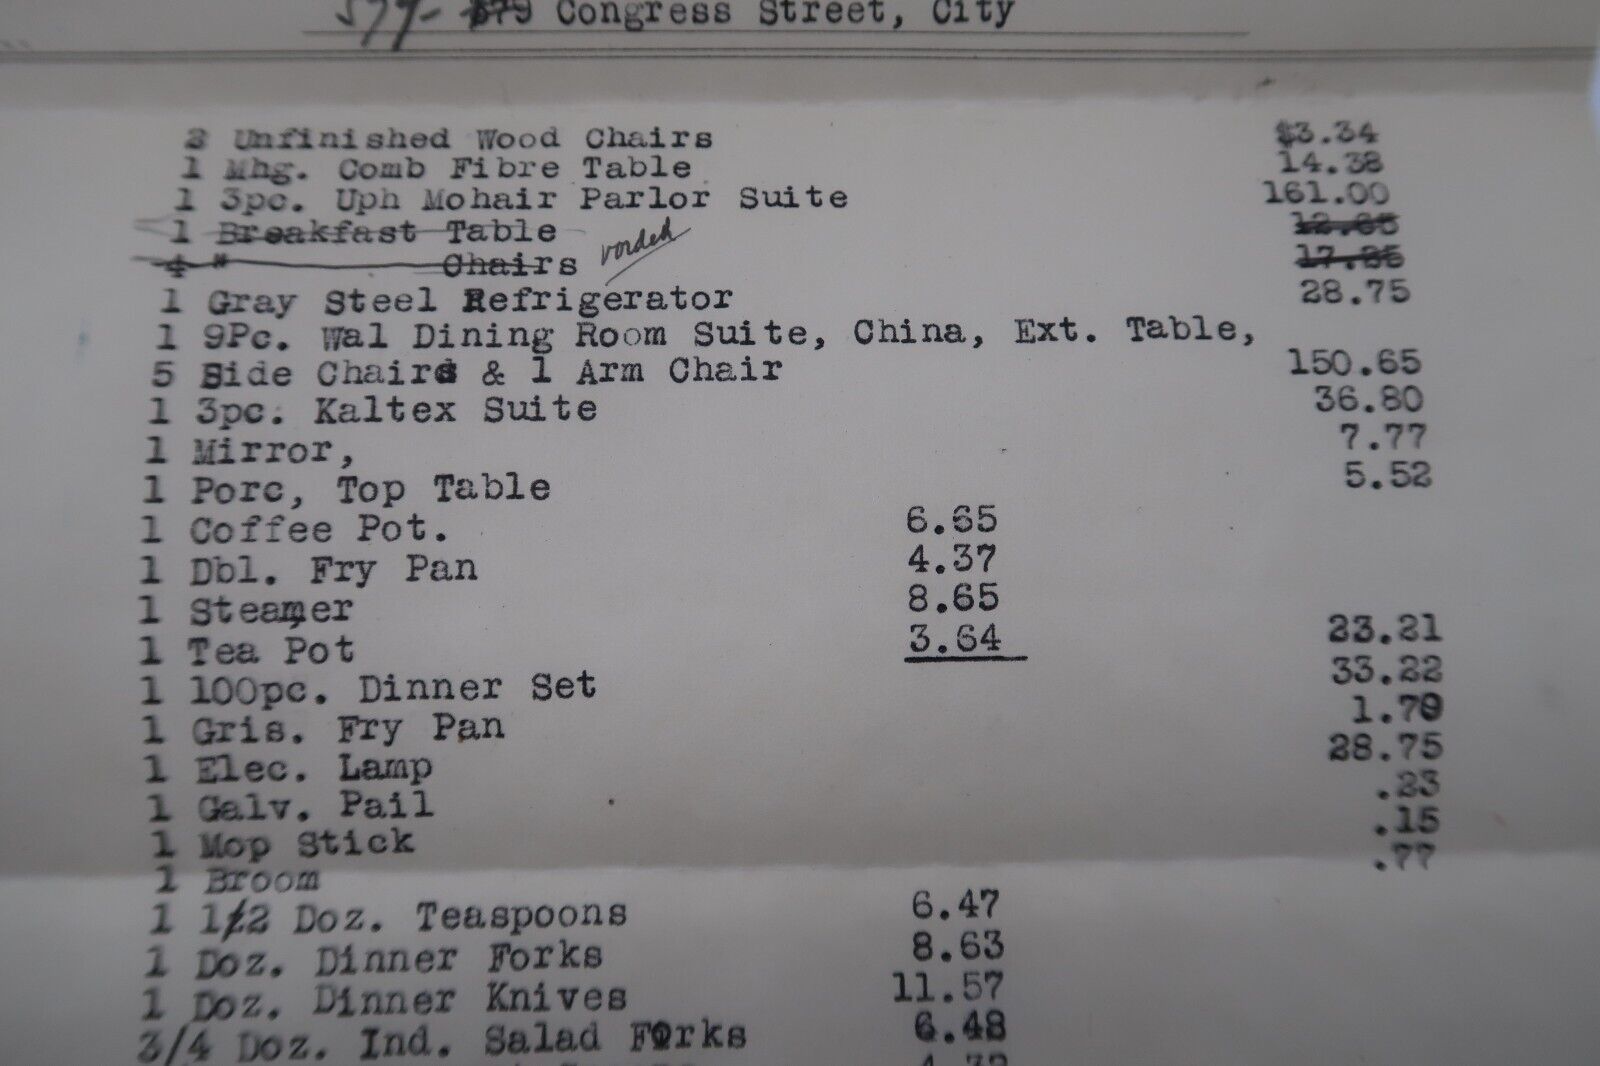 579- 579 Congress Street, City
2 Unfinished Wood Chairs $3.34
1 Mhg. Comb Fibre Table 14.38
1 3pc. Uph Mohair Parlor Suite 161.00
1 Breakfast Table 12.65
4 " Chairs voided 17.25
1 Gray Steel Refrigerator 28.75
1 9Pc. Wal Dining Room Suite, China, Ext. Table,
5 Side Chairs & 1 Arm Chair 150.65
1 3pc. Kaltex Suite 36.80
1 Mirror, 7.77
1 Porc, Top Table 5.52
1 Coffee Pot. 6.65
1 Dbl. Fry Pan 4.37
1 Steamer 8.65
1 Tea Pot 3.64 23.21
1 100pc. Dinner Set 33.22
1 Gris. Fry Pan 1.79
1 Elec. Lamp 28.75
1 Galv. Pail .23
1 Mop Stick .15
1 Broom .77
1 1/2 Doz. Teaspoons 6.47
1 Doz. Dinner Forks 8.63
1 Doz. Dinner Knives 11.57
3/4 Doz. Ind. Salad Forks 6.48